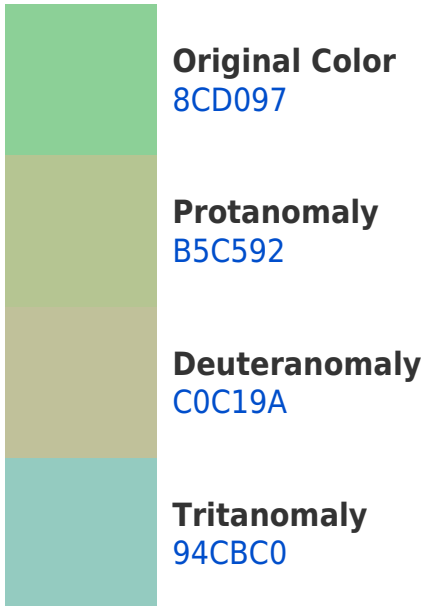 Original Color
8CD097
Protanomaly
B5C592
Deuteranomaly
C0C19A
Tritanomaly
94CBC0